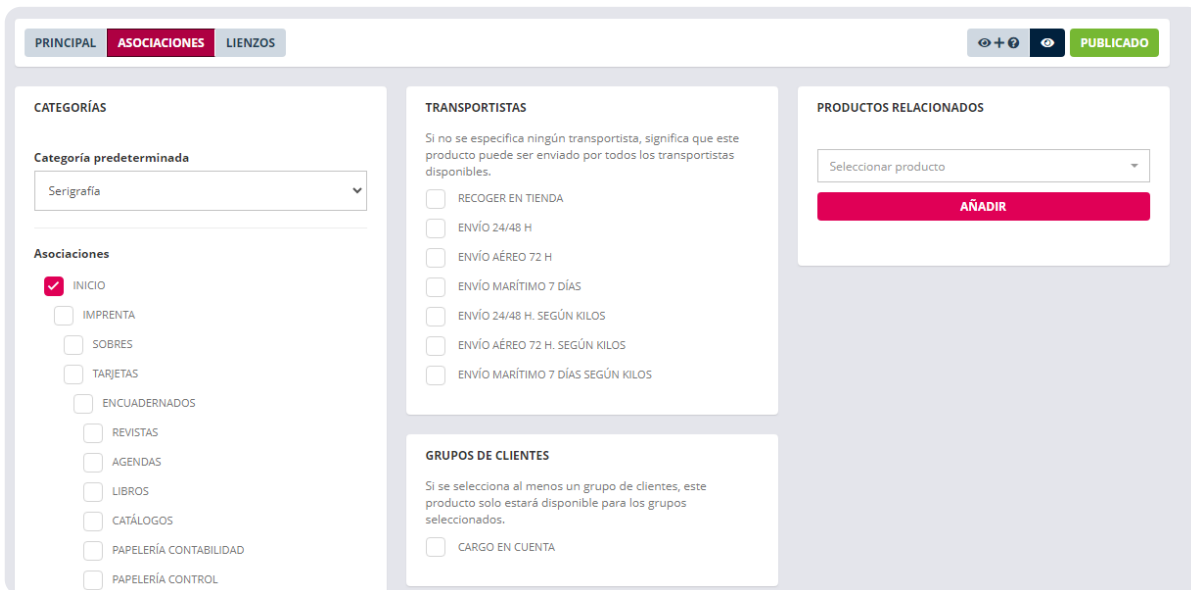 PRINCIPAL ASOCIACIONES LIENZOS PUBLICADO
CATEGORÍAS
Categoría predeterminada
Serigrafía
Asociaciones
INICIO
IMPRENTA
SOBRES
TARJETAS
ENCUADERNADOS
REVISTAS
AGENDAS
LIBROS
CATÁLOGOS
PAPELERÍA CONTABILIDAD
PAPELERÍA CONTROL
TRANSPORTISTAS
Si no se especifica ningún transportista, significa que este
producto puede ser enviado por todos los transportistas
disponibles.
RECOGER EN TIENDA
ENVÍO 24/48 H
ENVÍO AÉREO 72 H
ENVÍO MARÍTIMO 7 DÍAS
ENVÍO 24/48 H. SEGÚN KILOS
ENVÍO AÉREO 72 H. SEGÚN KILOS
ENVÍO MARÍTIMO 7 DÍAS SEGÚN KILOS
GRUPOS DE CLIENTES
Si se selecciona al menos un grupo de clientes, este
producto solo estará disponible para los grupos
seleccionados.
CARGO EN CUENTA
PRODUCTOS RELACIONADOS
Seleccionar producto
AÑADIR